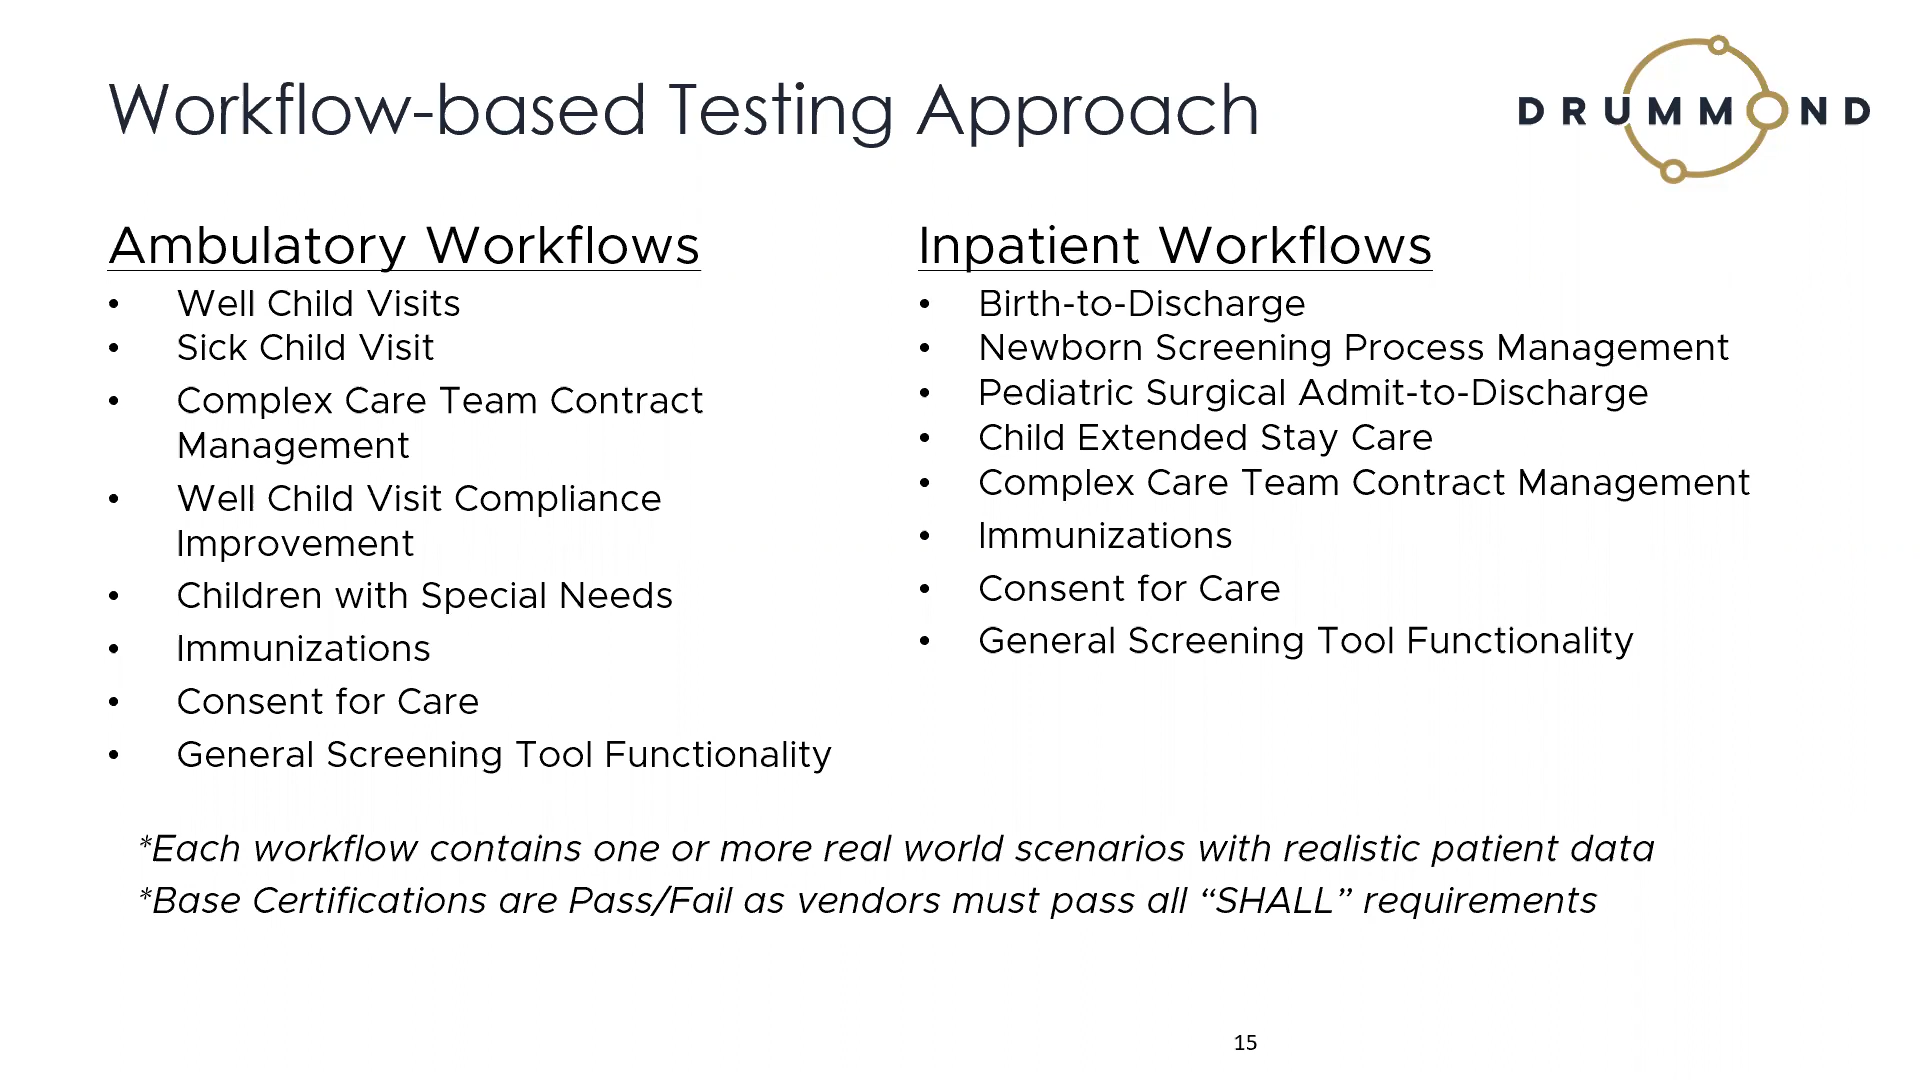 Workflow-based Testing Approach
DRUMMOND
Ambulatory Workflows
• Well Child Visits
• Sick Child Visit
• Complex Care Team Contract
Management
• Well Child Visit Compliance
Improvement
• Children with Special Needs
• Immunizations
• Consent for Care
• General Screening Tool Functionality
Inpatient Workflows
• Birth-to-Discharge
• Newborn Screening Process Management
• Pediatric Surgical Admit-to-Discharge
• Child Extended Stay Care
• Complex Care Team Contract Management
• Immunizations
• Consent for Care
• General Screening Tool Functionality
*Each workflow contains one or more real world scenarios with realistic patient data
*Base Certifications are Pass/Fail as vendors must pass all “SHALL” requirements
15